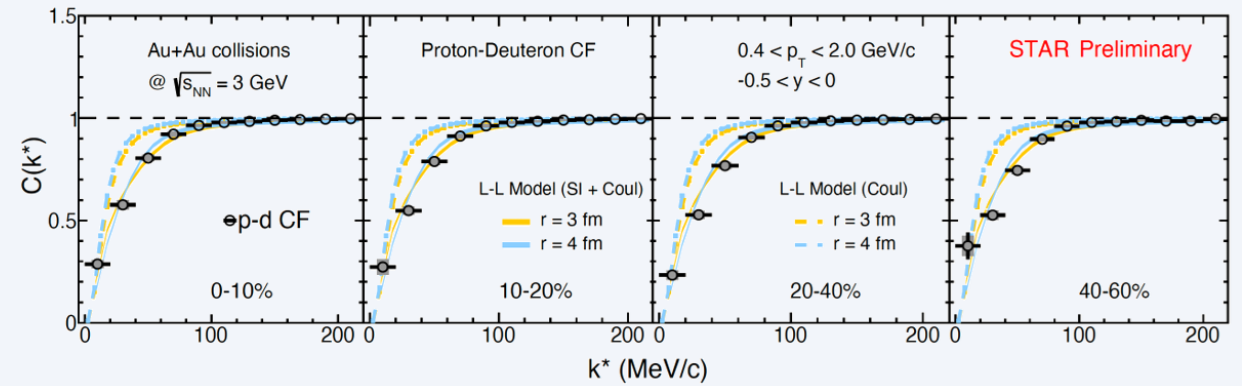 1.5
1
0.5
0
C(k*)
Au+Au collisions
@ √s_NN = 3 GeV
p-d CF
0-10%
0 100 200
Proton-Deuteron CF
L-L Model (SI + Coul)
r = 3 fm
r = 4 fm
10-20%
0 100 200
0.4 < p_T < 2.0 GeV/c
-0.5 < y < 0
L-L Model (Coul)
r = 3 fm
r = 4 fm
20-40%
0 100 200
STAR Preliminary
40-60%
0 100 200
k* (MeV/c)